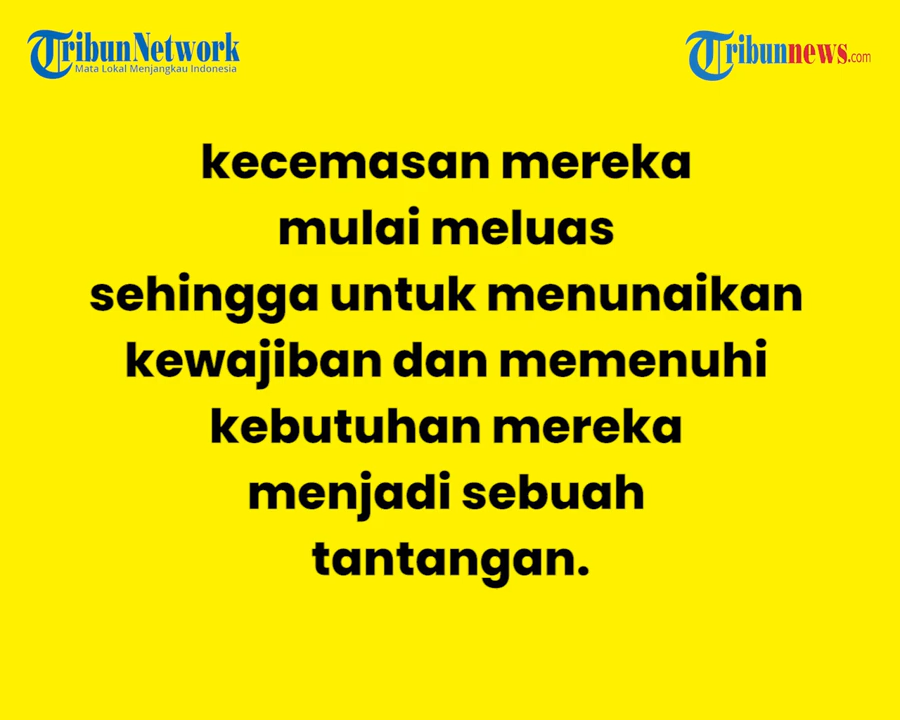 TribunNetwork
Mata Lokal Menjangkau Indonesia
Tribunnews.com
kecemasan mereka
mulai meluas
sehingga untuk menunaikan
kewajiban dan memenuhi
kebutuhan mereka
menjadi sebuah
tantangan.